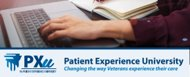 PXu
Patient Experience University
Changing the way Veterans experience their care